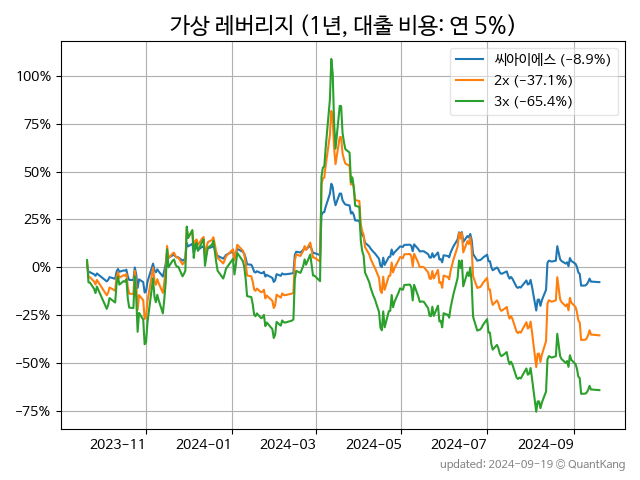 가상 레버리지 (1년, 대출 비용: 연 5%)
씨아이에스 (−8.9%)
2x (−37.1%)
3x (−65.4%)
100%
75%
50%
25%
0%
−25%
−50%
−75%
2023-11 2024-01 2024-03 2024-05 2024-07 2024-09
updated: 2024-09-19 © QuantKang